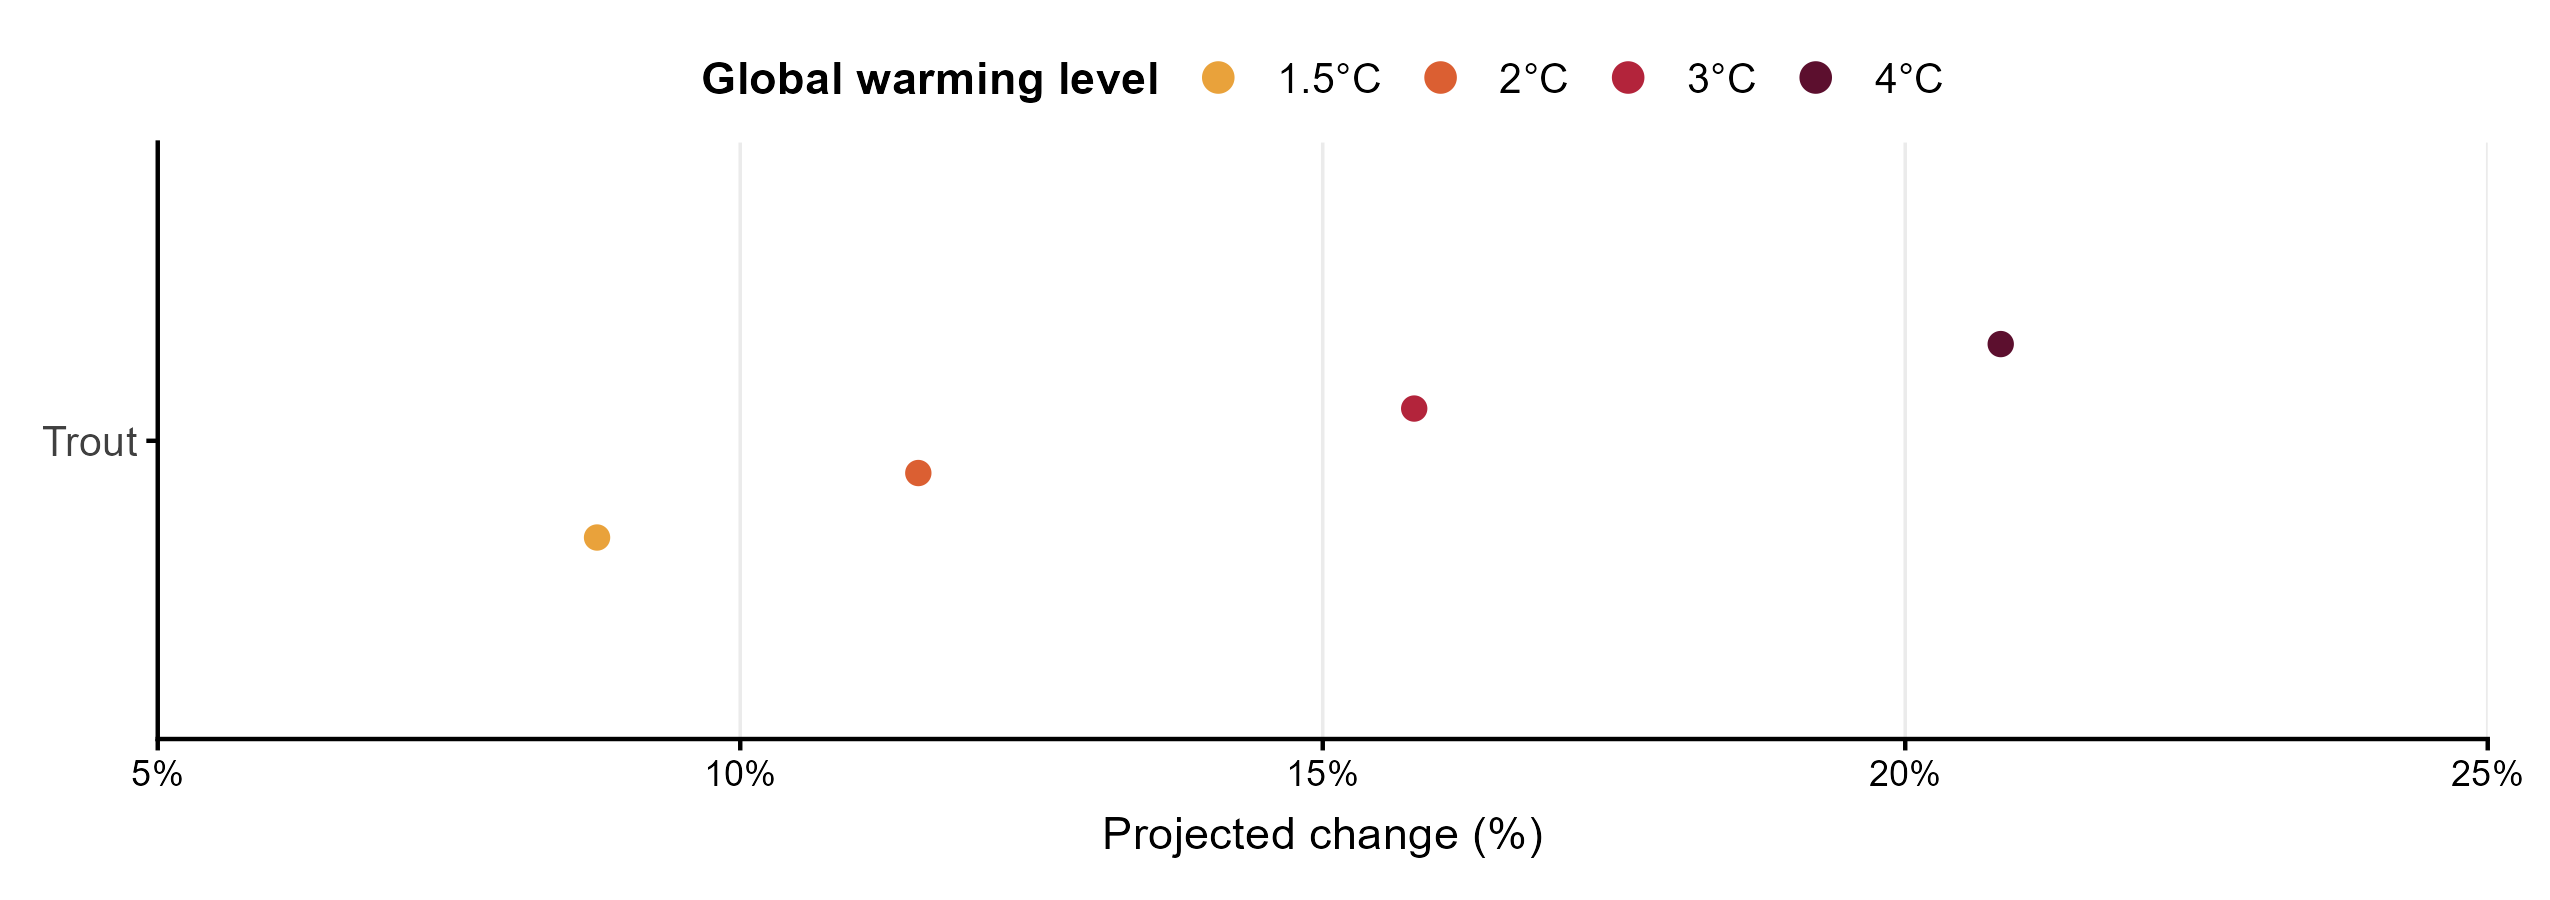 Global warming level 1.5°C 2°C 3°C 4°C
Trout
5% 10% 15% 20% 25%
Projected change (%)